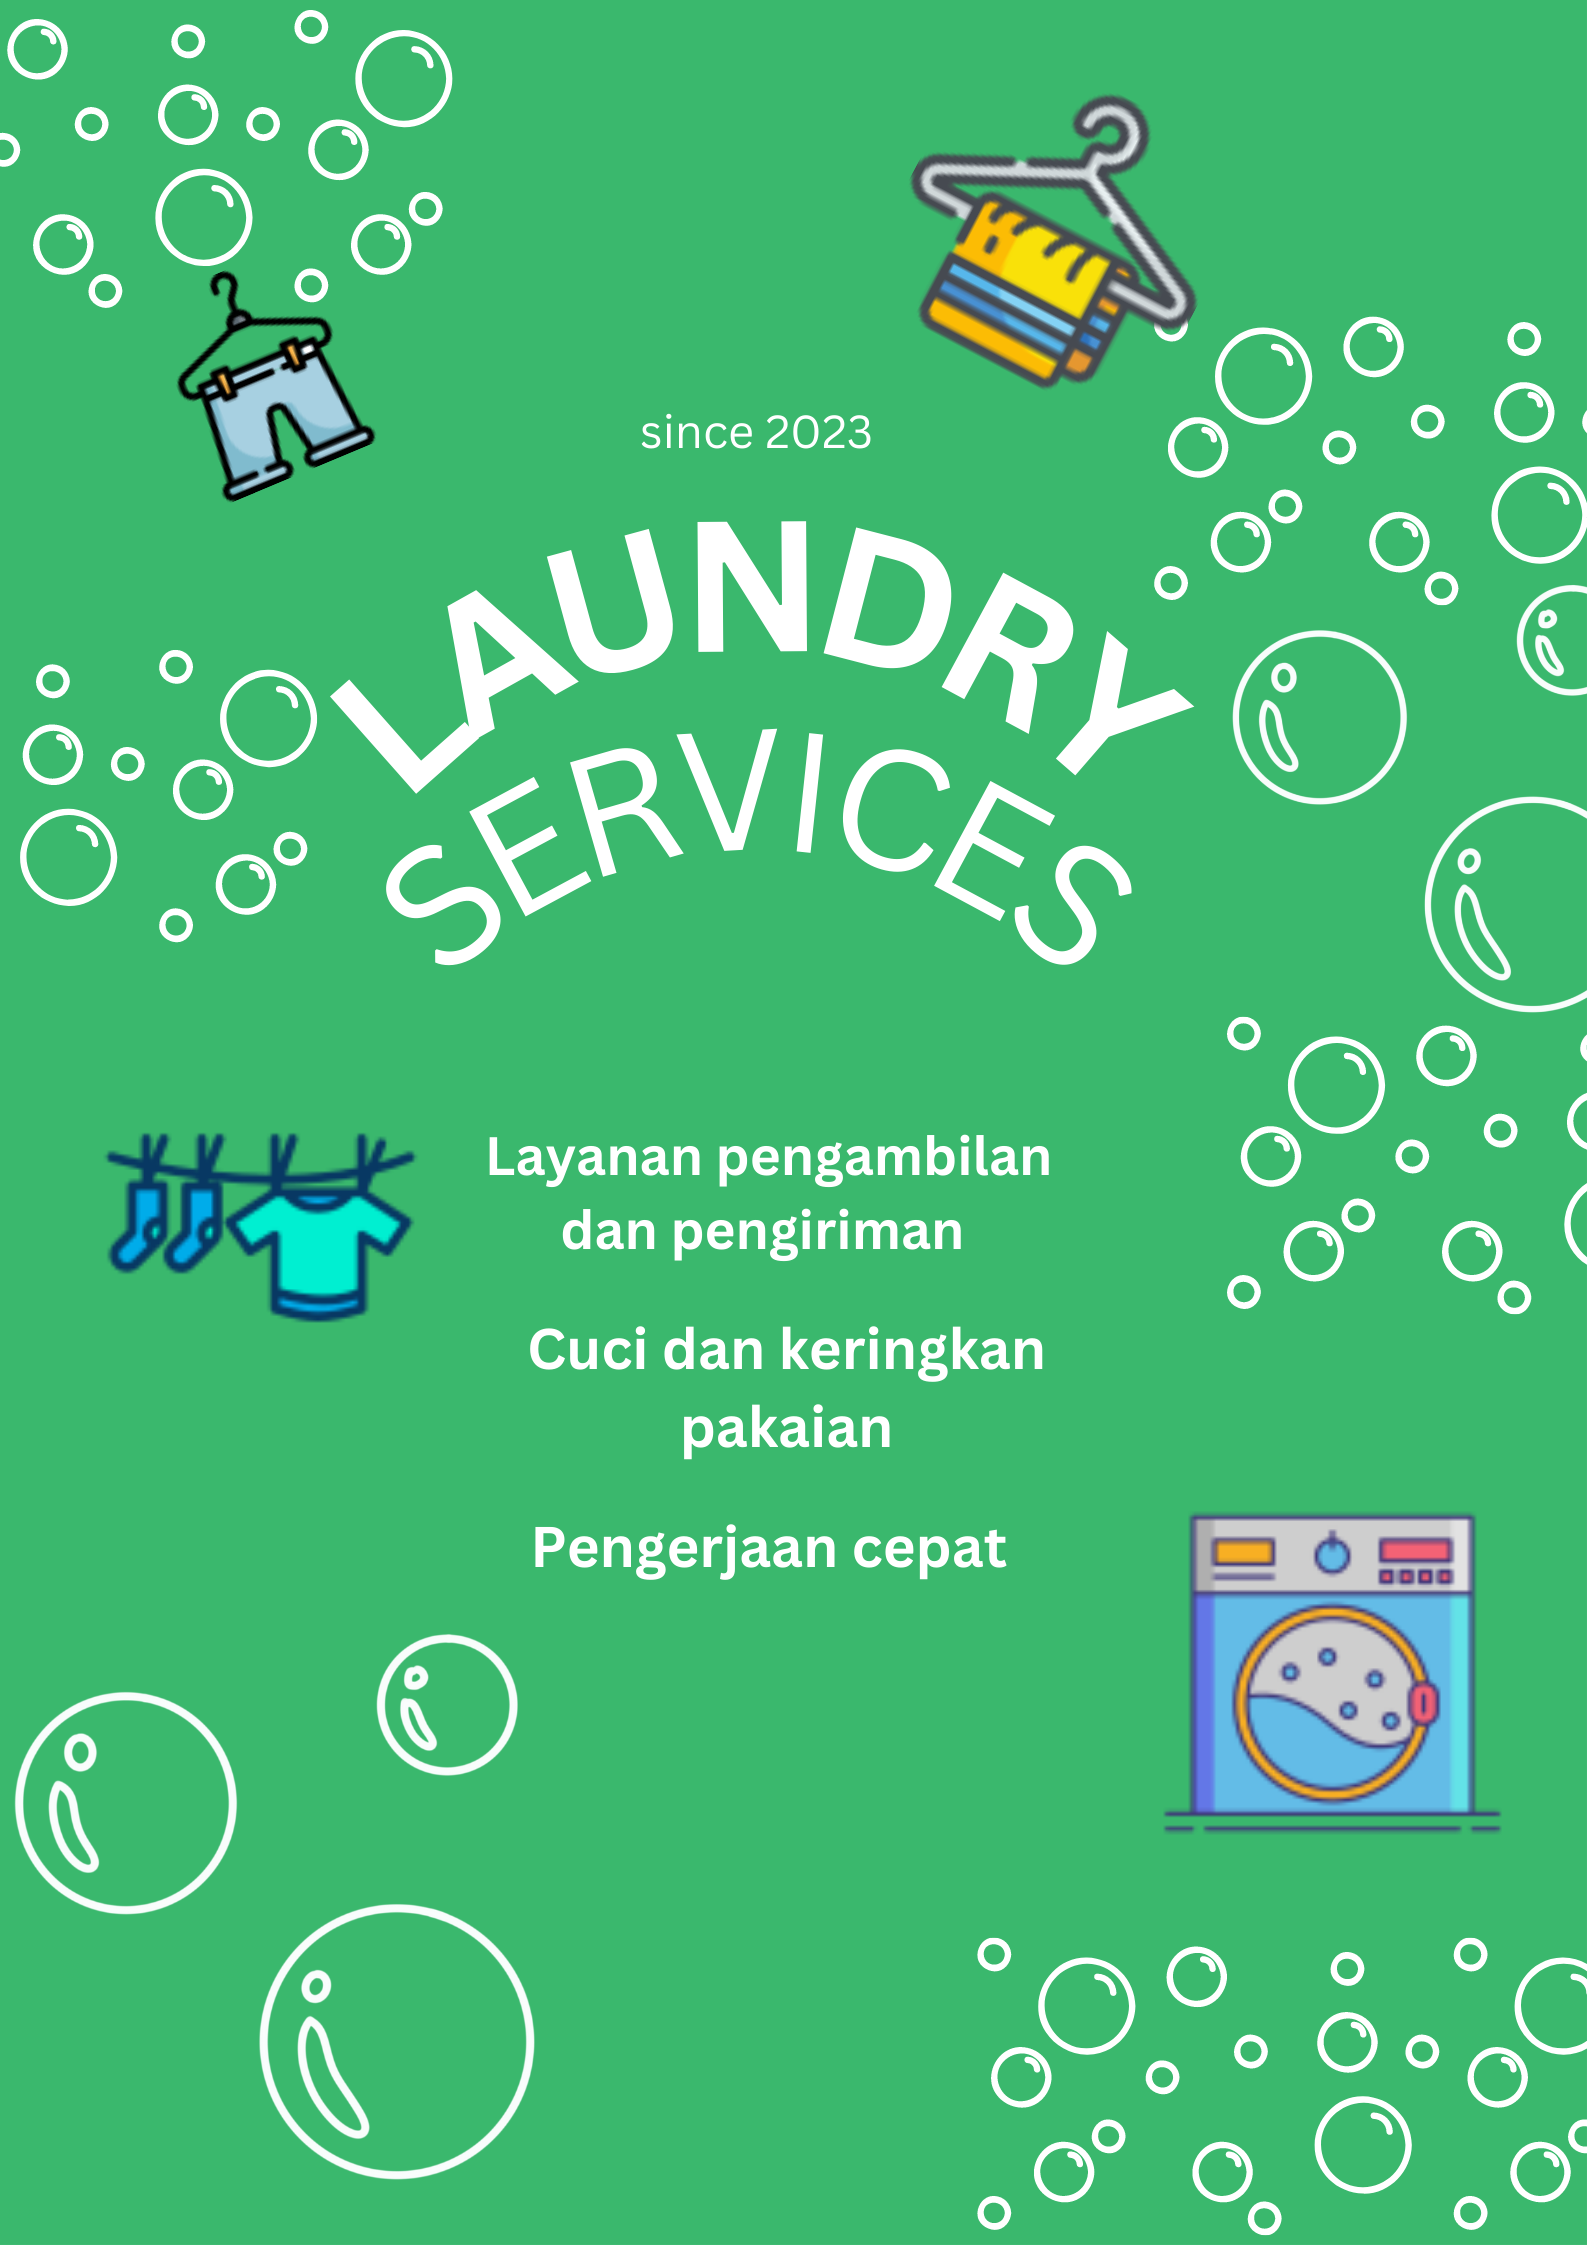 since 2023
LAUNDRY
SERVICES
Layanan pengambilan
dan pengiriman
Cuci dan keringkan
pakaian
Pengerjaan cepat